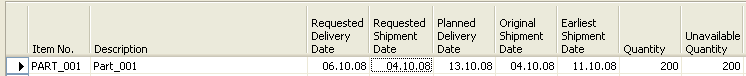 Requested Requested Planned Original Earliest
Delivery Shipment Delivery Shipment Shipment Unavailable
Item No. Description Date Date Date Date Date Quantity Quantity
PART_001 Part_001 06.10.08 04.10.08 13.10.08 04.10.08 11.10.08 200 200